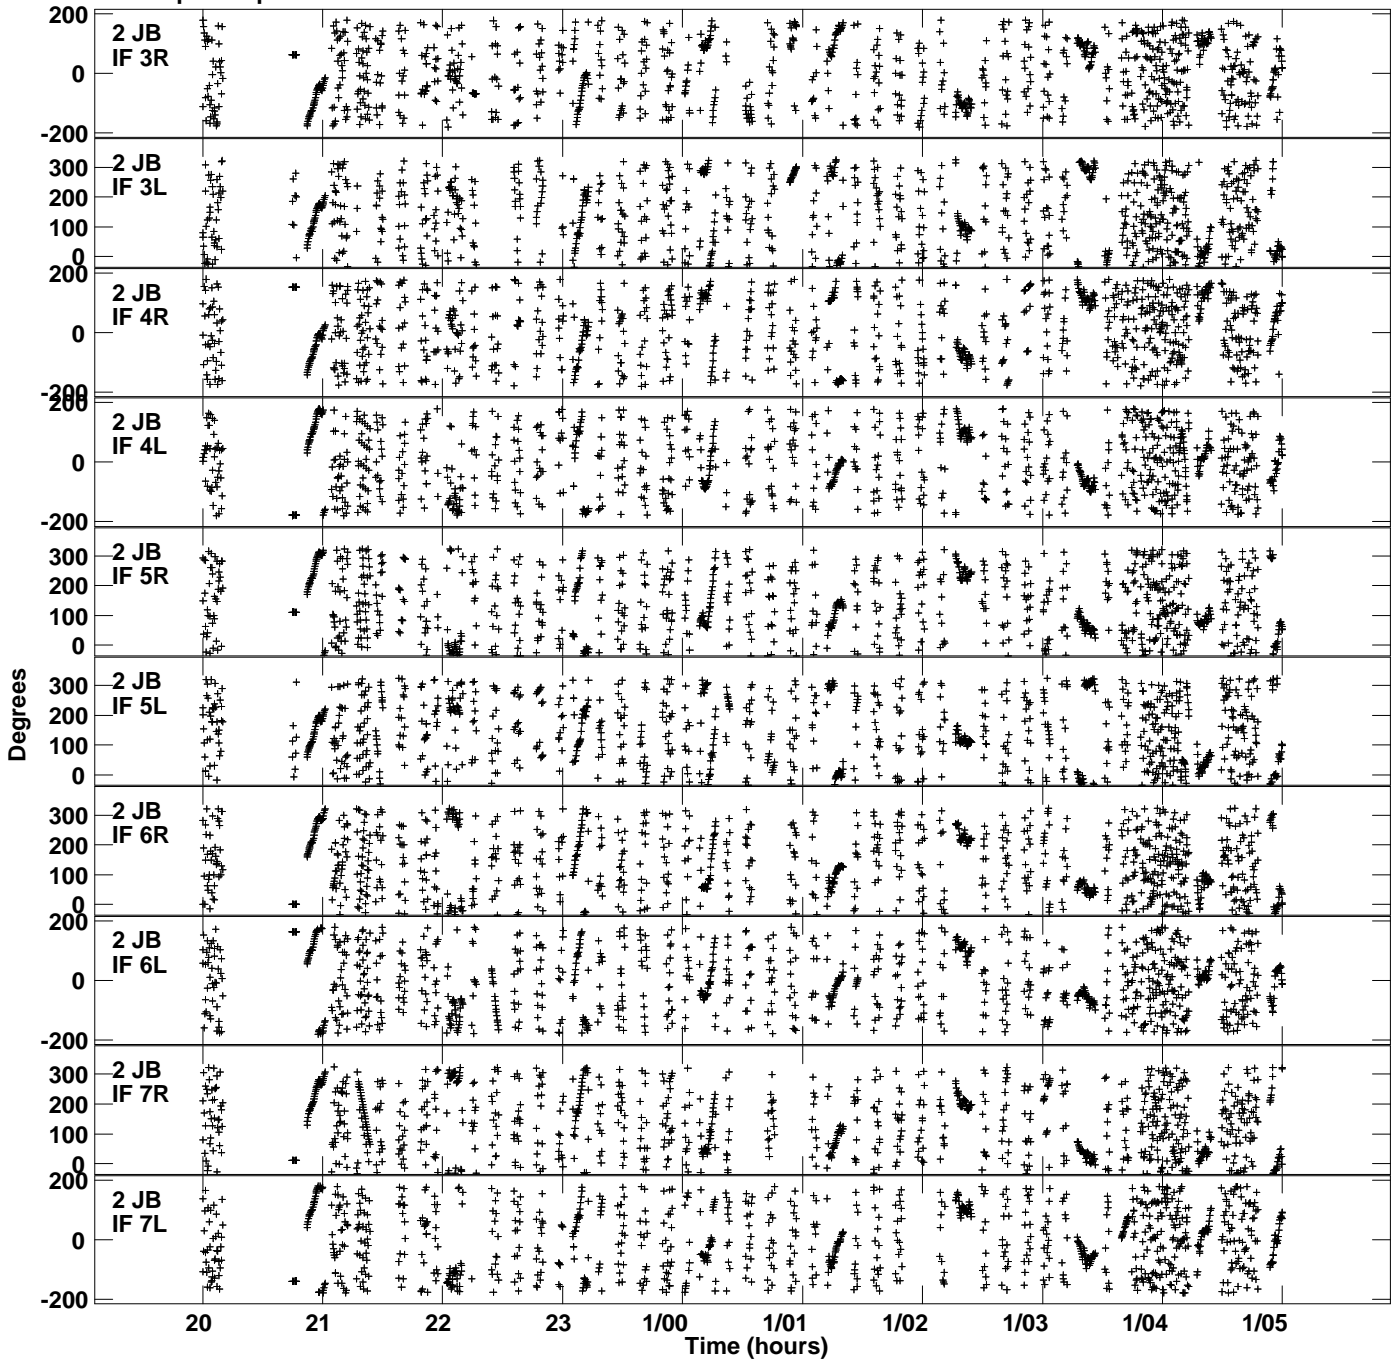 200
2 JB
IF 3R
0
-200
300
2 JB
IF 3L
200
100
0
200
2 JB
IF 4R
0
-200
200
2 JB
IF 4L
0
-200
300
2 JB
IF 5R
200
100
0
300
2 JB
IF 5L
200
100
0
300
2 JB
IF 6R
200
100
0
200
2 JB
IF 6L
0
-200
300
2 JB
IF 7R
200
100
0
200
2 JB
IF 7L
0
-200
Degrees
20 21 22 23 1/00 1/01 1/02 1/03 1/04 1/05
Time (hours)